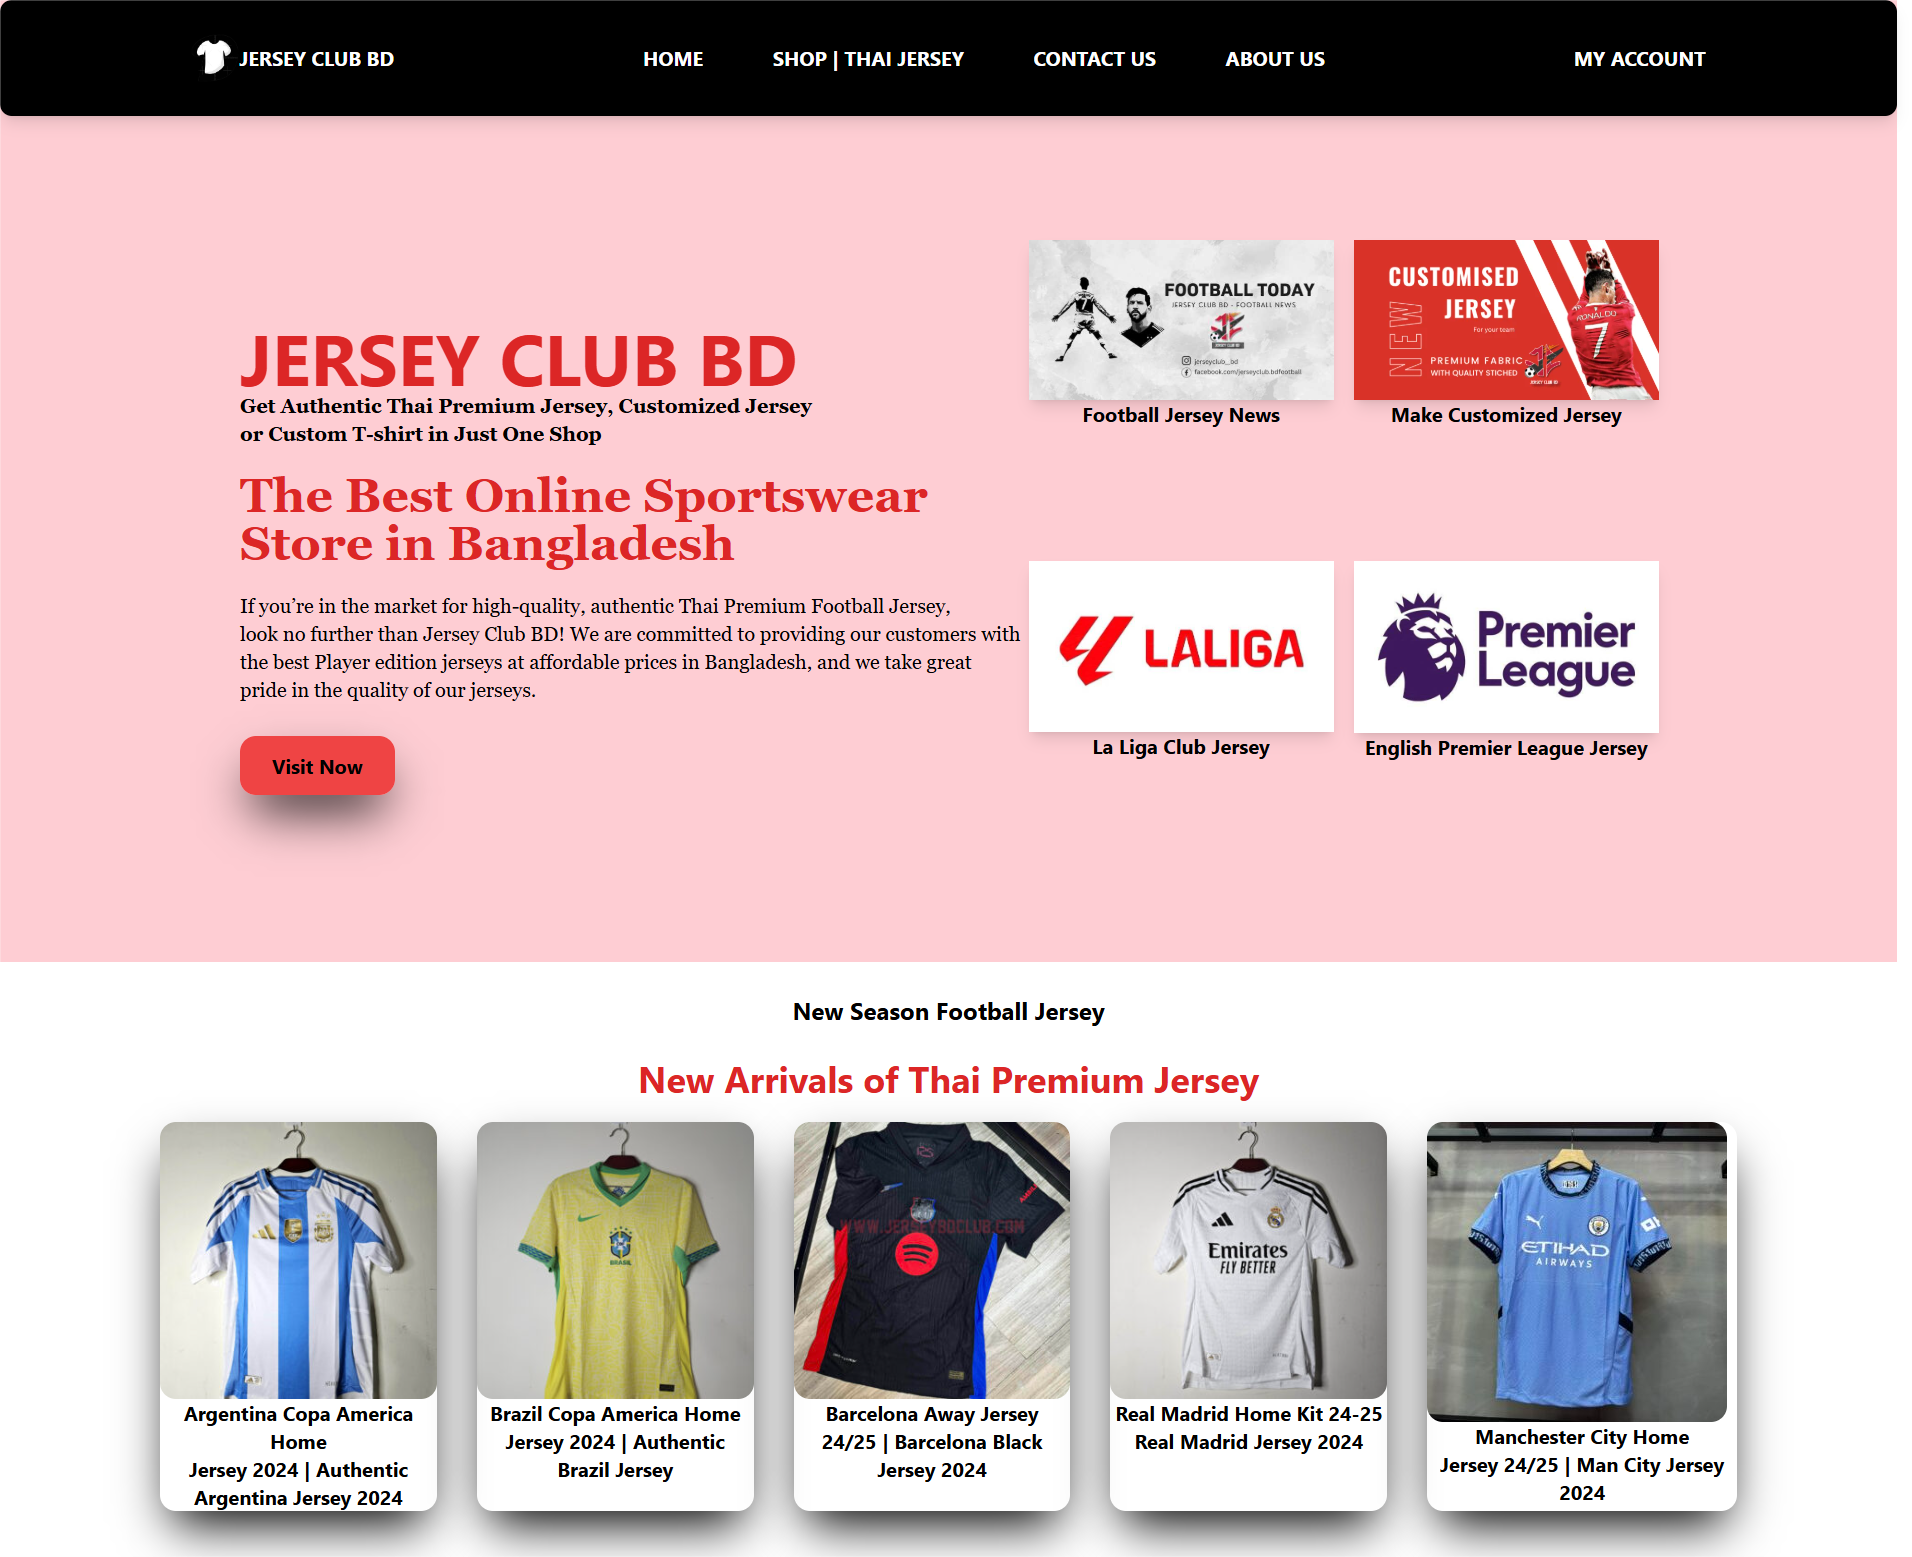 JERSEY CLUB BD
HOME
SHOP | THAI JERSEY
CONTACT US
ABOUT US
MY ACCOUNT
JERSEY CLUB BD
Get Authentic Thai Premium Jersey, Customized Jersey
or Custom T-shirt in Just One Shop
The Best Online Sportswear
Store in Bangladesh
If you’re in the market for high-quality, authentic Thai Premium Football Jersey,
look no further than Jersey Club BD! We are committed to providing our customers with
the best Player edition jerseys at affordable prices in Bangladesh, and we take great
pride in the quality of our jerseys.
Visit Now
FOOTBALL TODAY
JERSEY CLUB BD - FOOTBALL NEWS
JERSEY CLUB BD
jerseyclub_bd
facebook.com/jerseyclub.bdfootball
Football Jersey News
CUSTOMISED
JERSEY
For your team
NEW
PREMIUM FABRIC
WITH QUALITY STICHED
JERSEY CLUB BD
RONALDO
7
Make Customized Jersey
LALIGA
La Liga Club Jersey
Premier
League
English Premier League Jersey
New Season Football Jersey
New Arrivals of Thai Premium Jersey
Argentina Copa America
Home
Jersey 2024 | Authentic
Argentina Jersey 2024
BRASIL
Brazil Copa America Home
Jersey 2024 | Authentic
Brazil Jersey
WWW.JERSEYBDCLUB.COM
Barcelona Away Jersey
24/25 | Barcelona Black
Jersey 2024
Emirates
FLY BETTER
Real Madrid Home Kit 24-25
Real Madrid Jersey 2024
ETIHAD
AIRWAYS
Manchester City Home
Jersey 24/25 | Man City Jersey
2024